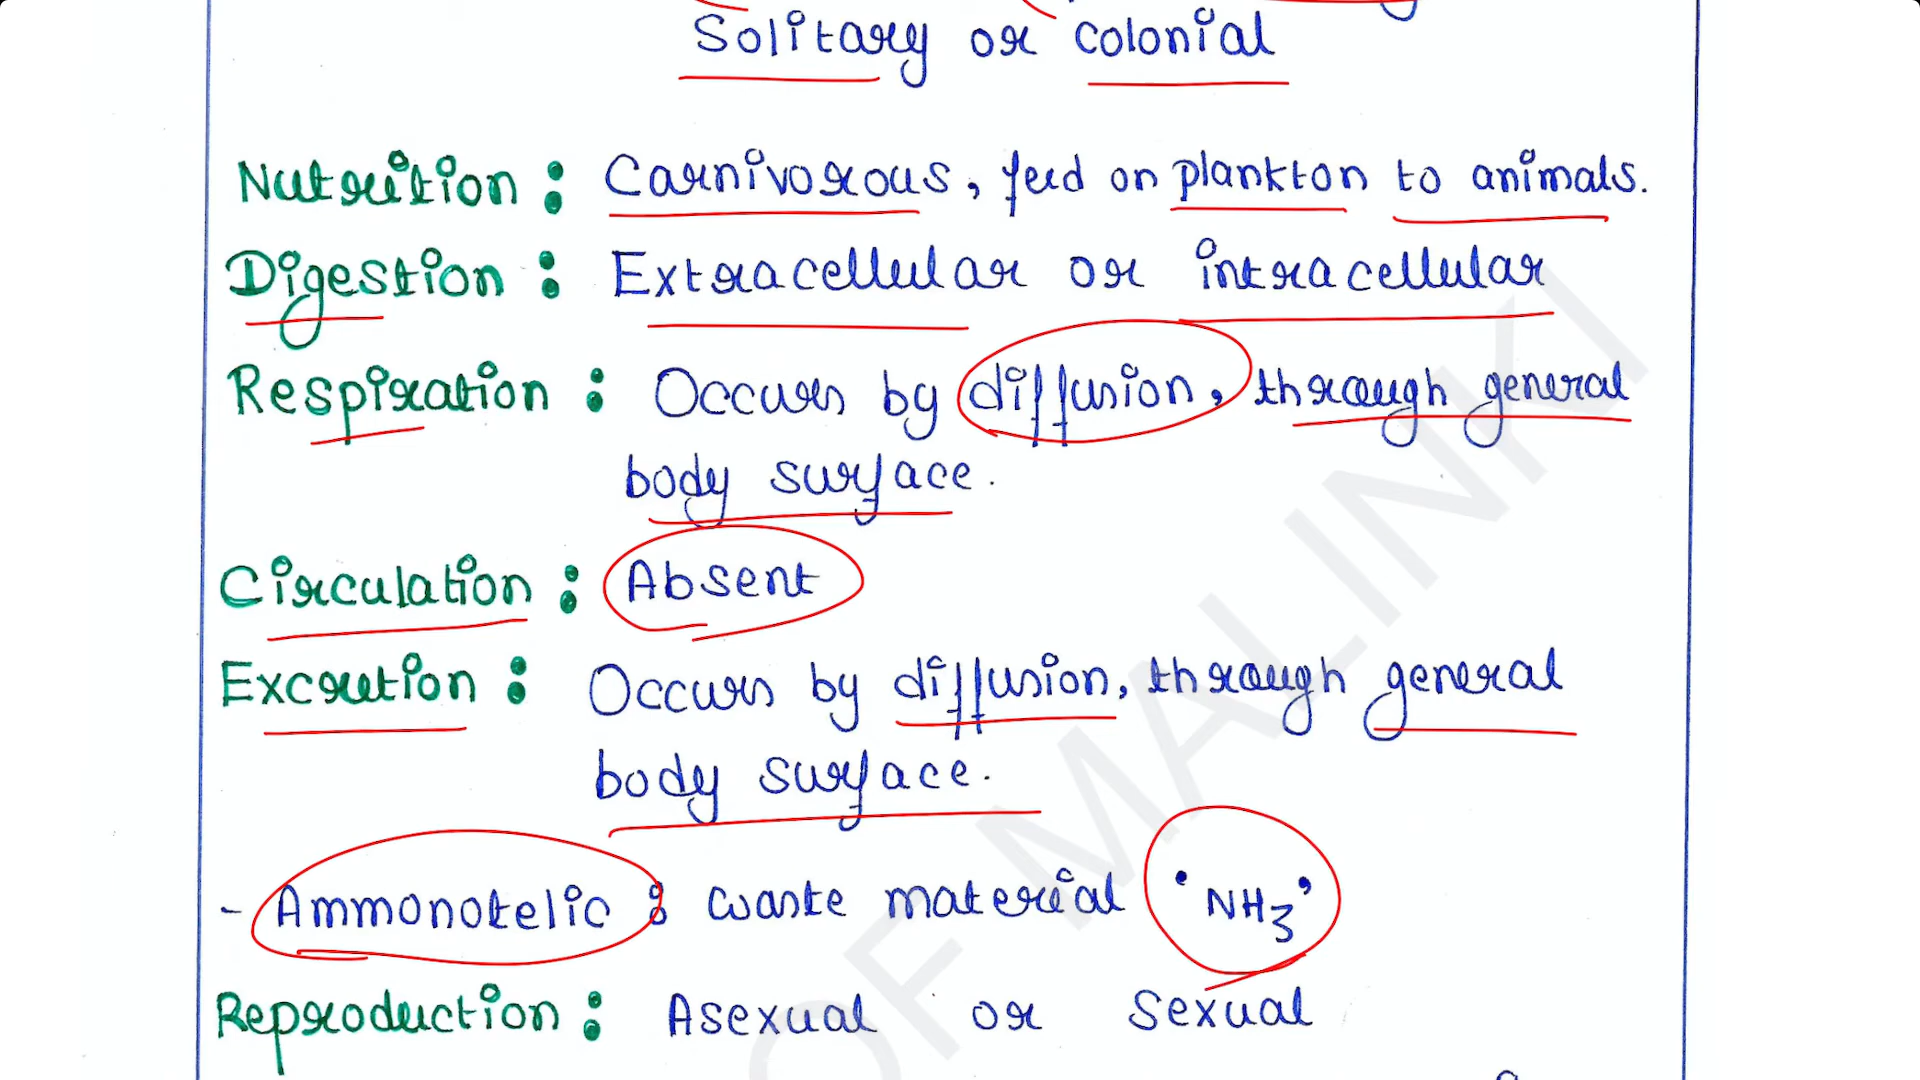 Solitary or colonial
Nutrition : Carnivorous, feed on plankton to animals.
Digestion : Extracellular or intracellular
Respiration : Occurs by diffusion, through general
body surface.
Circulation : Absent
Excretion : Occurs by diffusion, through general
body surface.
- Ammonotelic : waste material 'NH3'
Reproduction : Asexual or Sexual
OF MALINKI